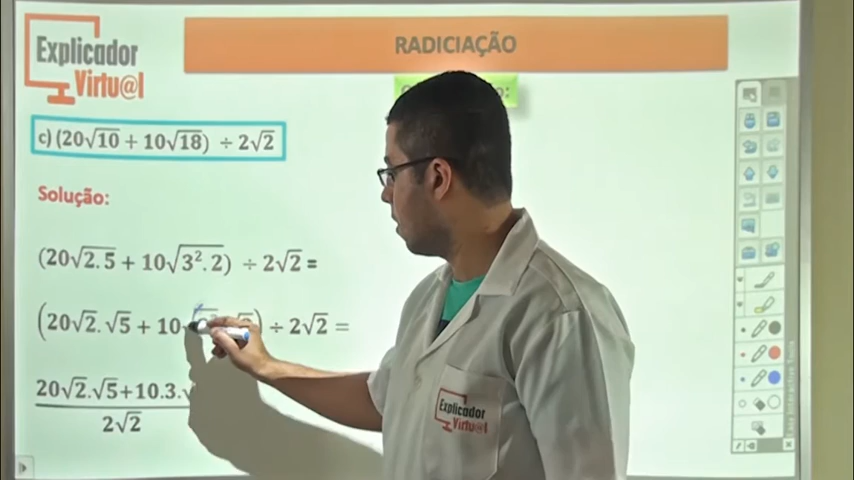 Explicador
Virtu@l
RADICIAÇÃO
c) (20√10 + 10√18) ÷ 2√2
Solução:
(20√2.5 + 10√3².2) ÷ 2√2 =
(20√2.√5 + 10 ) ÷ 2√2 =
20√2.√5+10.3.√
2√2
Explicador
Virtu@l